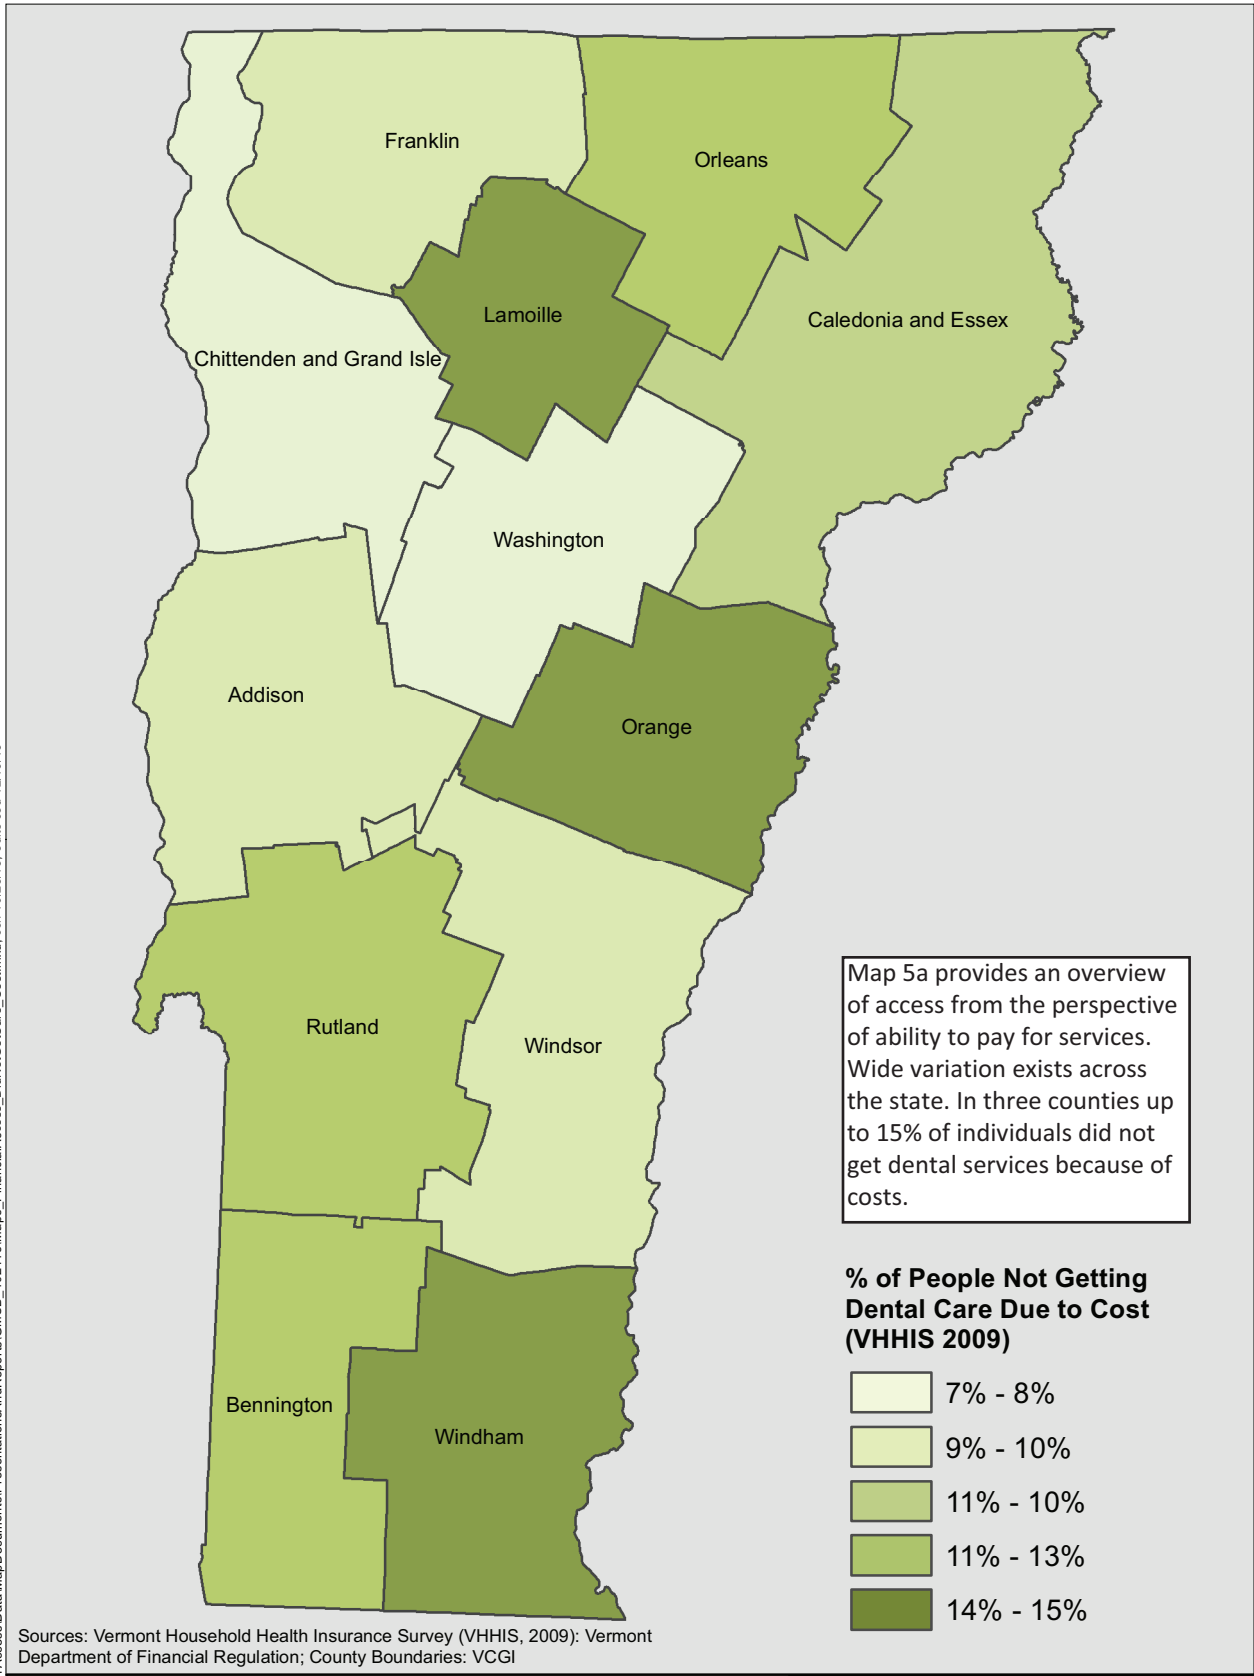 Franklin
Orleans
Lamoille
Caledonia and Essex
Chittenden and Grand Isle
Washington
Addison
Orange
Rutland
Windsor
Bennington
Windham
Map 5a provides an overview
of access from the perspective
of ability to pay for services.
Wide variation exists across
the state. In three counties up
to 15% of individuals did not
get dental services because of
costs.
% of People Not Getting
Dental Care Due to Cost
(VHHIS 2009)
7% - 8%
9% - 10%
11% - 10%
11% - 13%
14% - 15%
Sources: Vermont Household Health Insurance Survey (VHHIS, 2009): Vermont
Department of Financial Regulation; County Boundaries: VCGI